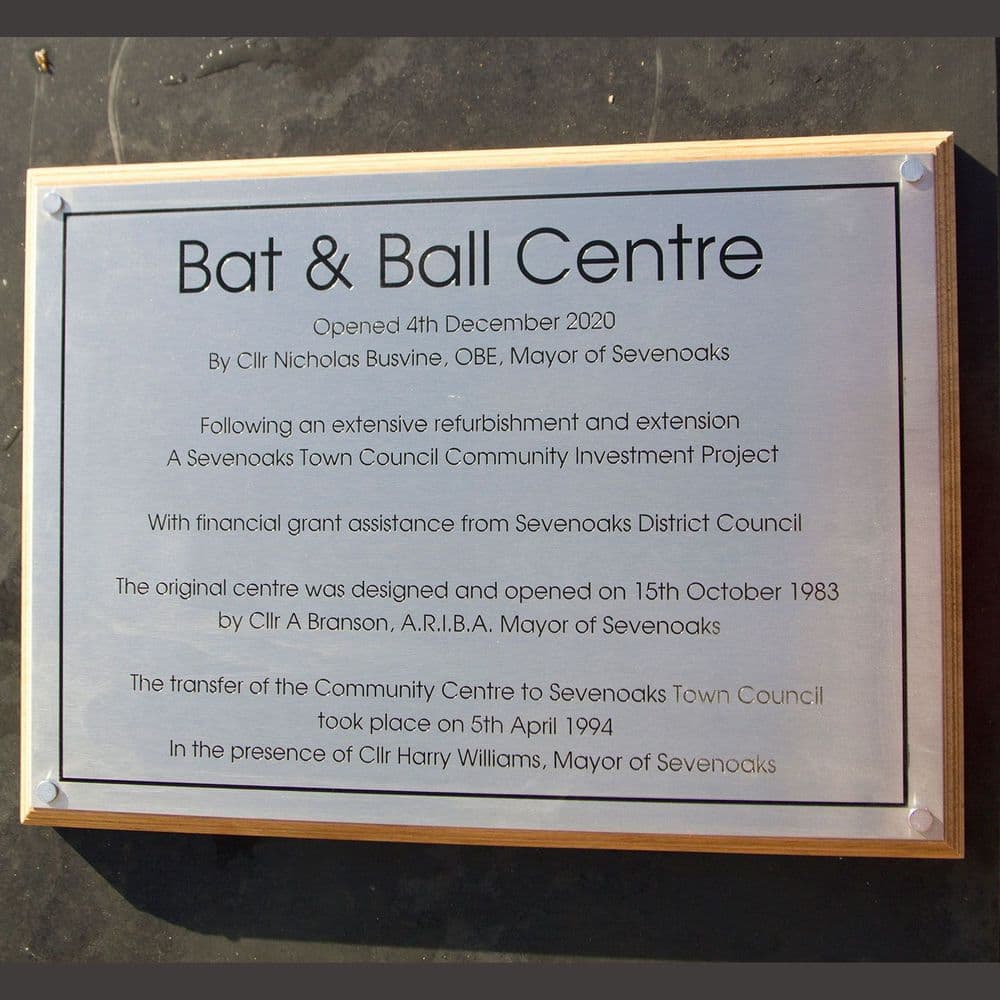 Bat & Ball Centre
Opened 4th December 2020
By Cllr Nicholas Busvine, OBE, Mayor of Sevenoaks
Following an extensive refurbishment and extension
A Sevenoaks Town Council Community Investment Project
With financial grant assistance from Sevenoaks District Council
The original centre was designed and opened on 15th October 1983
by Cllr A Branson, A.R.I.B.A. Mayor of Sevenoaks
The transfer of the Community Centre to Sevenoaks Town Council
took place on 5th April 1994
In the presence of Cllr Harry Williams, Mayor of Sevenoaks